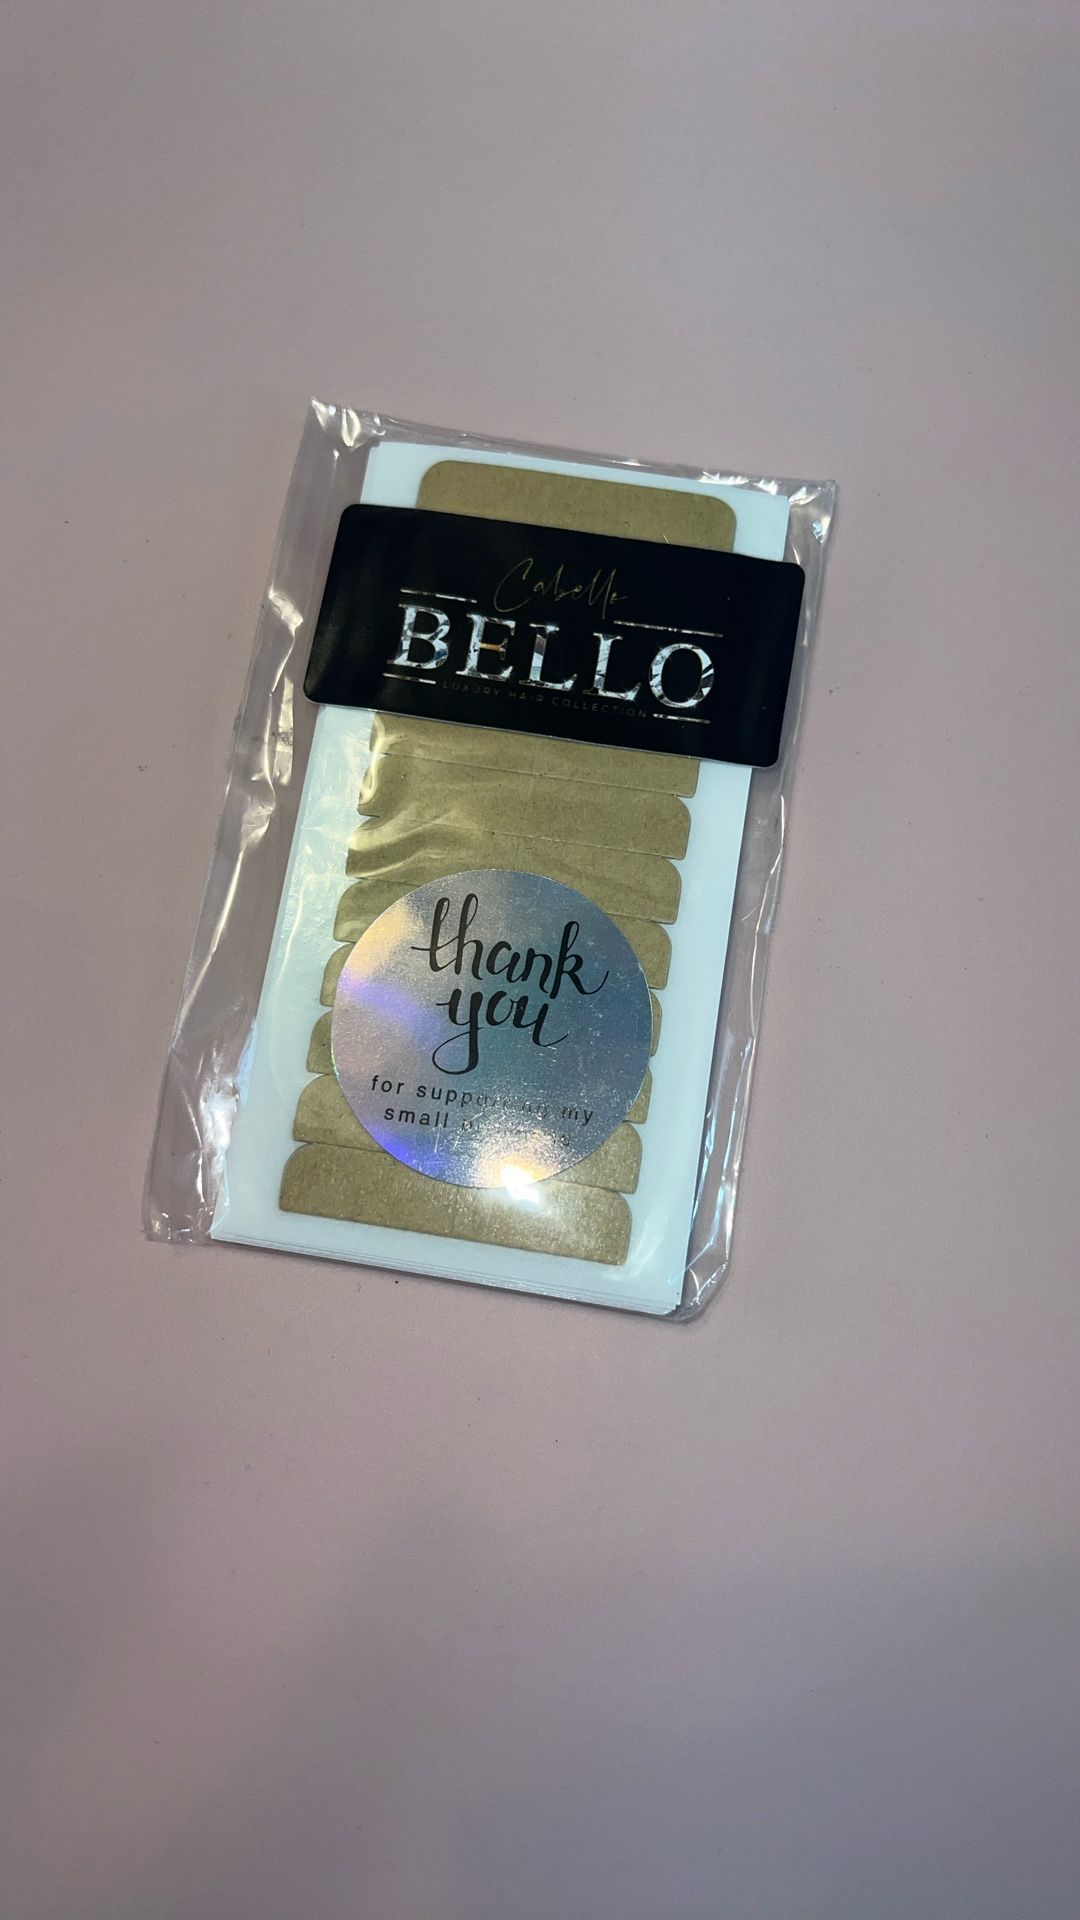 Cabello
BELLO
LUXURY HAIR COLLECTION
thank
you
for supporting my
small